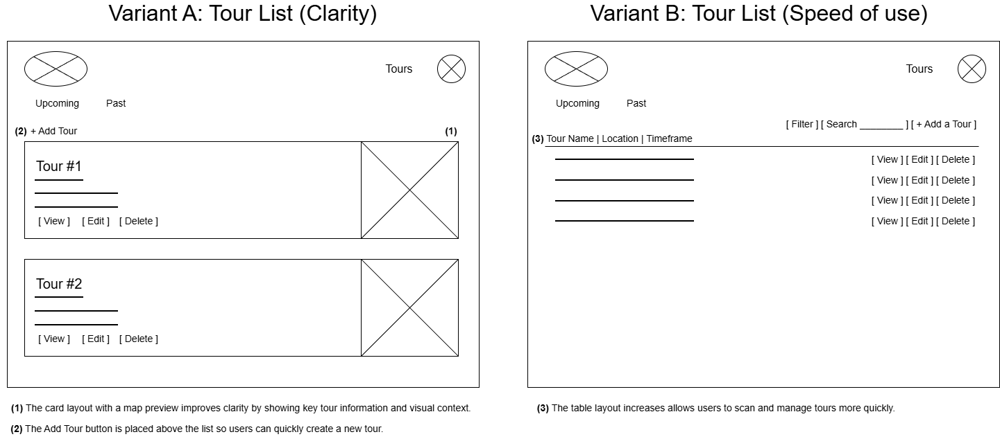 Variant A: Tour List (Clarity)
Tours
Upcoming Past
(2) + Add Tour (1)
Tour #1
[ View ] [ Edit ] [ Delete ]
Tour #2
[ View ] [ Edit ] [ Delete ]
(1) The card layout with a map preview improves clarity by showing key tour information and visual context.
(2) The Add Tour button is placed above the list so users can quickly create a new tour.
Variant B: Tour List (Speed of use)
Tours
Upcoming Past
[ Filter ] [ Search ________ ] [ + Add a Tour ]
(3) Tour Name | Location | Timeframe
[ View ] [ Edit ] [ Delete ]
[ View ] [ Edit ] [ Delete ]
[ View ] [ Edit ] [ Delete ]
[ View ] [ Edit ] [ Delete ]
(3) The table layout increases allows users to scan and manage tours more quickly.